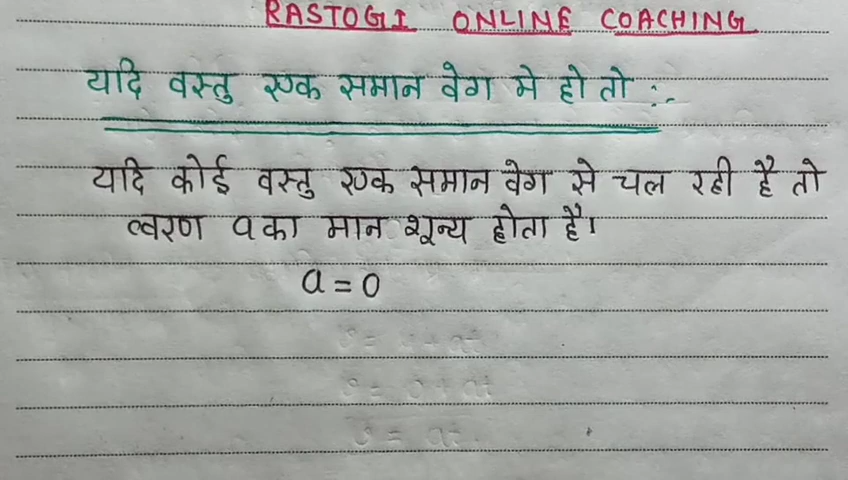 RASTOGI ONLINE COACHING
यदि वस्तु एक समान वेग मे हो तो :-
यदि कोई वस्तु एक समान वेग से चल रही है तो
त्वरण a का मान शून्य होता है।
a = 0